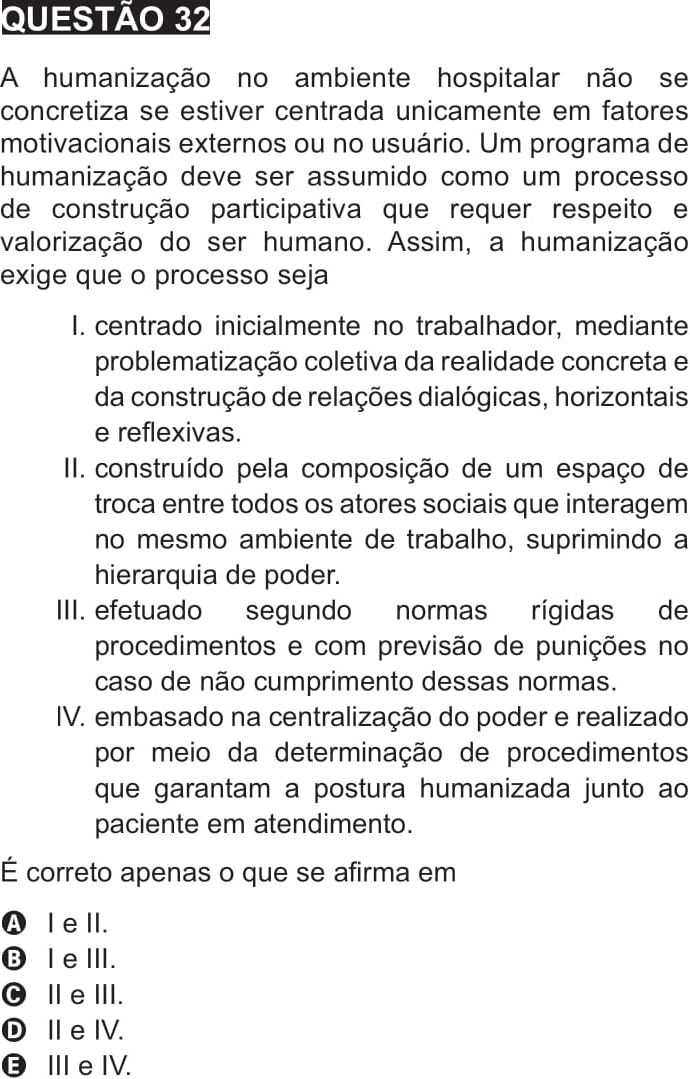 QUESTÃO 32
A humanização no ambiente hospitalar não se
concretiza se estiver centrada unicamente em fatores
motivacionais externos ou no usuário. Um programa de
humanização deve ser assumido como um processo
de construção participativa que requer respeito e
valorização do ser humano. Assim, a humanização
exige que o processo seja
I. centrado inicialmente no trabalhador, mediante
problematização coletiva da realidade concreta e
da construção de relações dialógicas, horizontais
e reflexivas.
II. construído pela composição de um espaço de
troca entre todos os atores sociais que interagem
no mesmo ambiente de trabalho, suprimindo a
hierarquia de poder.
III. efetuado segundo normas rígidas de
procedimentos e com previsão de punições no
caso de não cumprimento dessas normas.
IV. embasado na centralização do poder e realizado
por meio da determinação de procedimentos
que garantam a postura humanizada junto ao
paciente em atendimento.
É correto apenas o que se afirma em
A I e II.
B I e III.
C II e III.
D II e IV.
E III e IV.